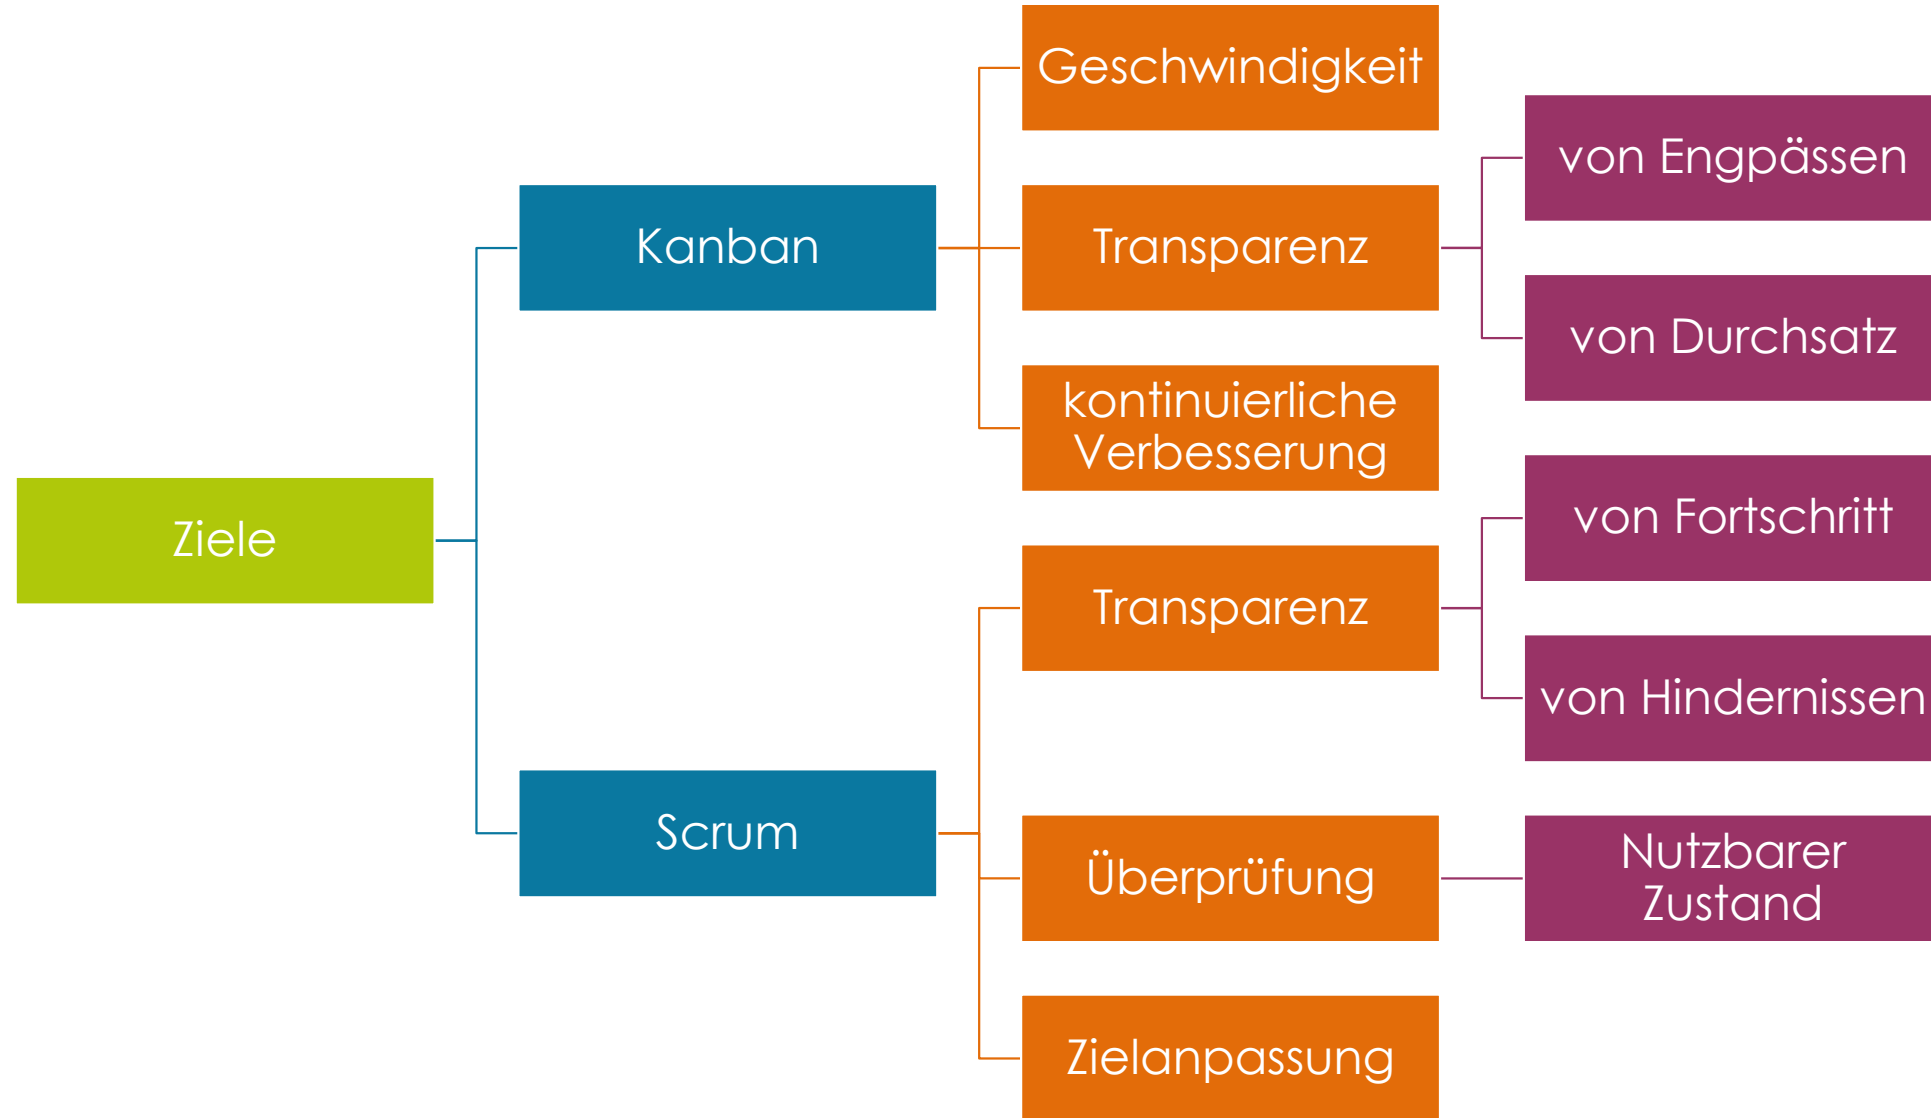 Ziele
Kanban
Geschwindigkeit
Transparenz
von Engpässen
von Durchsatz
kontinuierliche
Verbesserung
Scrum
Transparenz
von Fortschritt
von Hindernissen
Überprüfung
Nutzbarer
Zustand
Zielanpassung